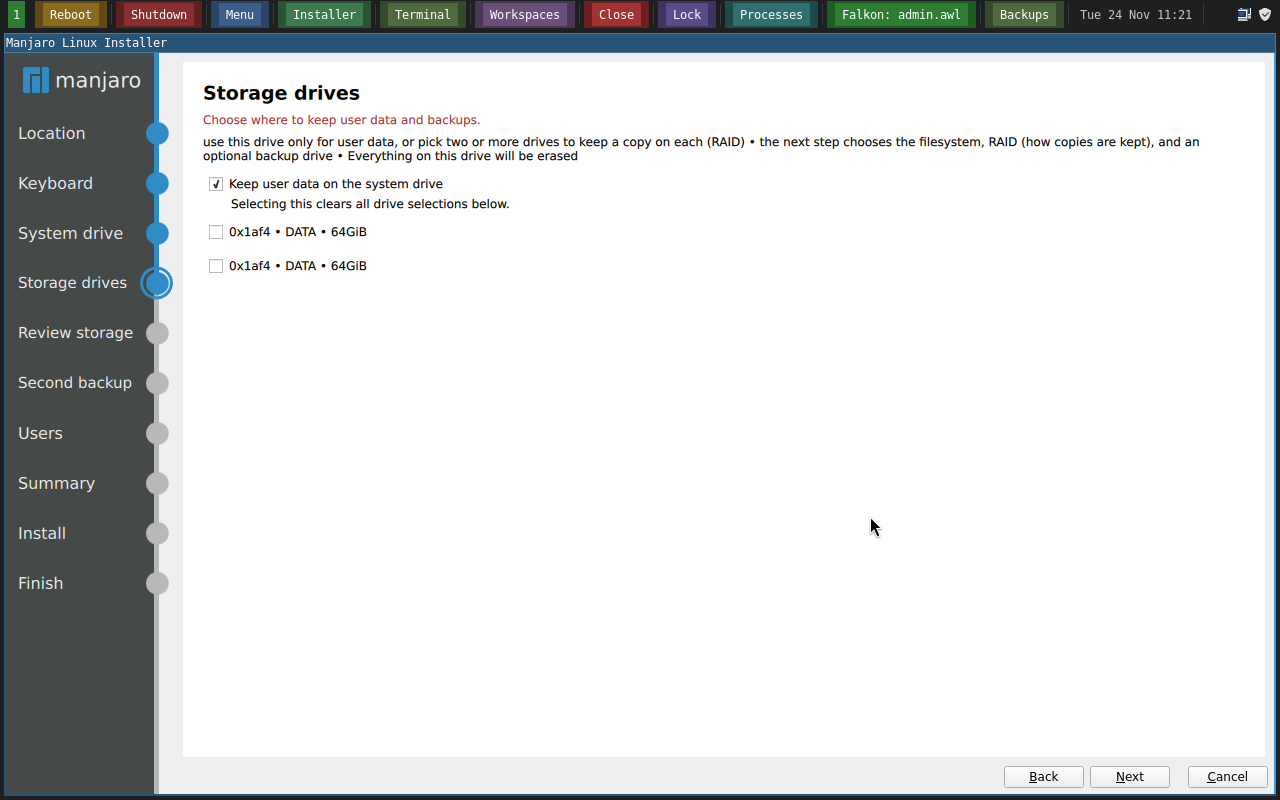 1 Reboot Shutdown Menu Installer Terminal Workspaces Close Lock Processes Falkon: admin.awl Backups Tue 24 Nov 11:21
Manjaro Linux Installer
manjaro
Location
Keyboard
System drive
Storage drives
Review storage
Second backup
Users
Summary
Install
Finish
Storage drives
Choose where to keep user data and backups.
use this drive only for user data, or pick two or more drives to keep a copy on each (RAID) • the next step chooses the filesystem, RAID (how copies are kept), and an
optional backup drive • Everything on this drive will be erased
Keep user data on the system drive
Selecting this clears all drive selections below.
0x1af4 • DATA • 64GiB
0x1af4 • DATA • 64GiB
Back Next Cancel